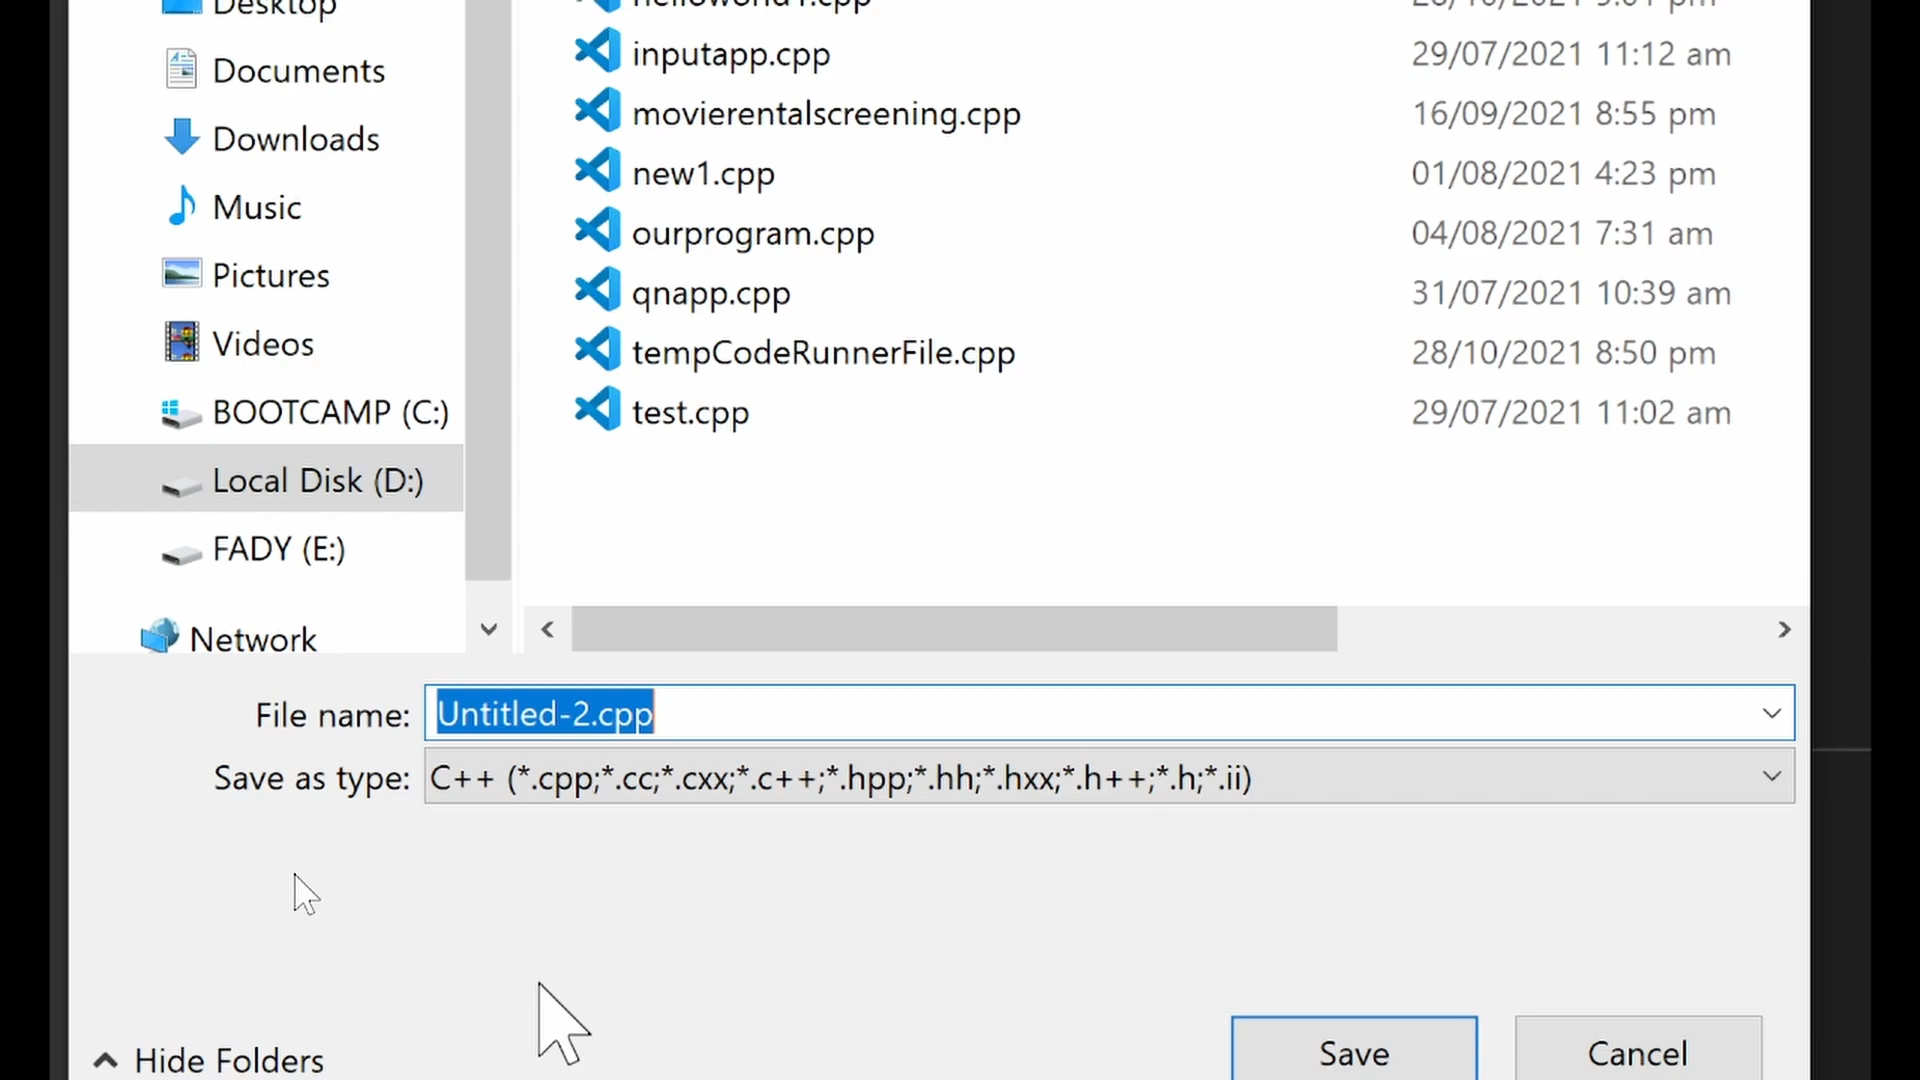 Desktop
Documents
Downloads
Music
Pictures
Videos
BOOTCAMP (C:)
Local Disk (D:)
FADY (E:)
Network
helloworld1.cpp
inputapp.cpp 29/07/2021 11:12 am
movierentalscreening.cpp 16/09/2021 8:55 pm
new1.cpp 01/08/2021 4:23 pm
ourprogram.cpp 04/08/2021 7:31 am
qnapp.cpp 31/07/2021 10:39 am
tempCodeRunnerFile.cpp 28/10/2021 8:50 pm
test.cpp 29/07/2021 11:02 am
File name: Untitled-2.cpp
Save as type: C++ (*.cpp;*.cc;*.cxx;*.c++;*.hpp;*.hh;*.hxx;*.h++;*.h;*.ii)
Hide Folders
Save
Cancel